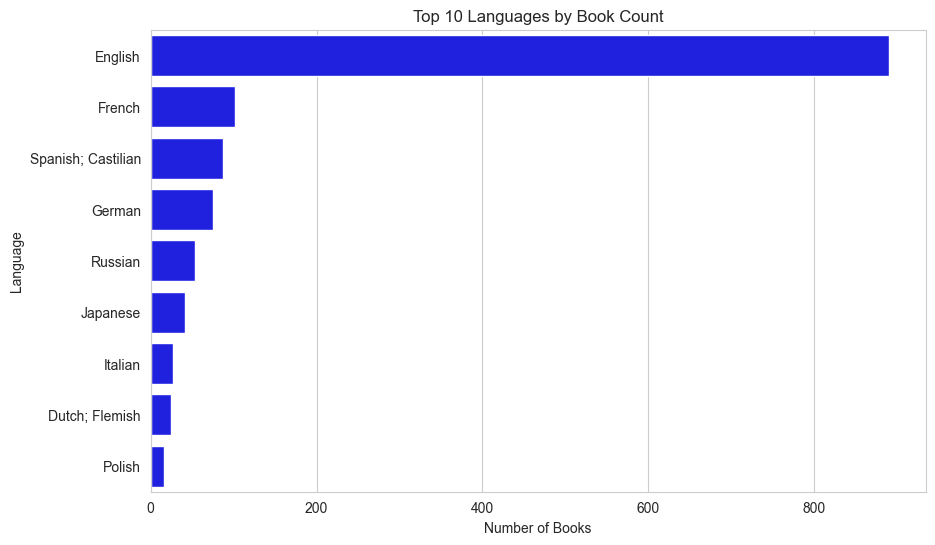 Top 10 Languages by Book Count
Language
English
French
Spanish; Castilian
German
Russian
Japanese
Italian
Dutch; Flemish
Polish
0 200 400 600 800
Number of Books